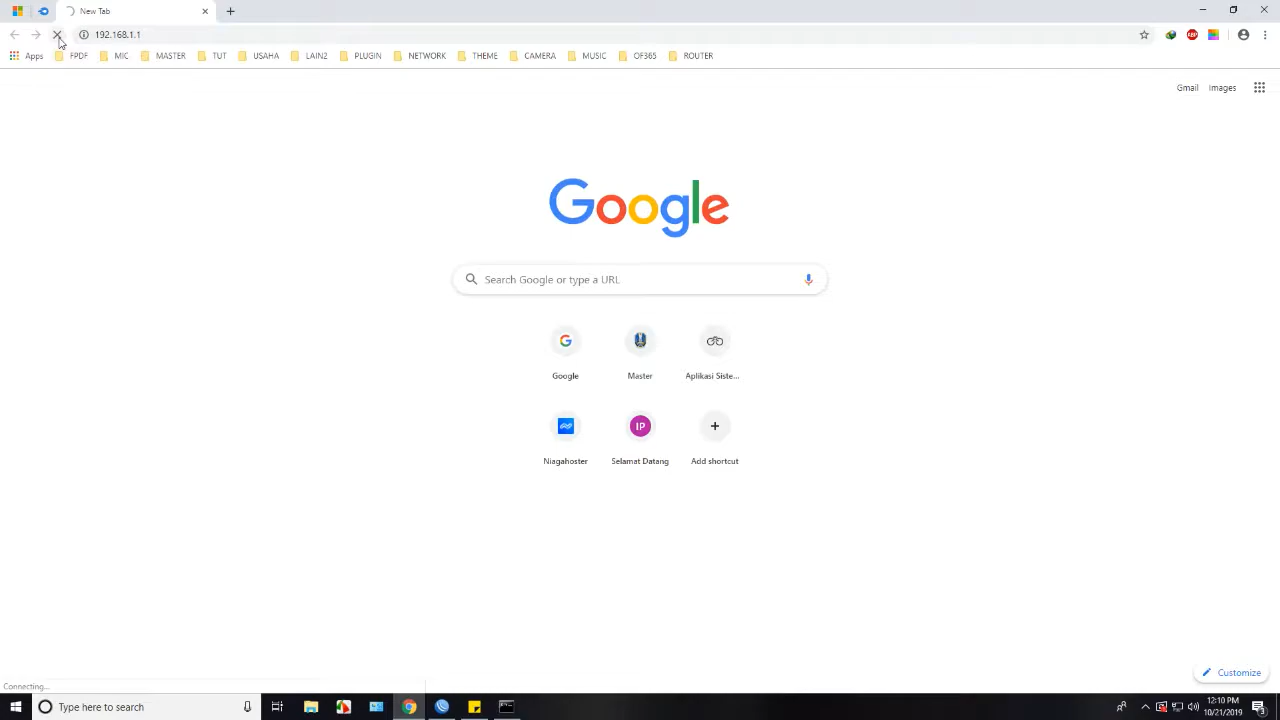 New Tab
192.168.1.1
ABP
Apps FPDF MIC MASTER TUT USAHA LAIN2 PLUGIN NETWORK THEME CAMERA MUSIC OF365 ROUTER
Gmail Images
Google
Search Google or type a URL
Google Master Aplikasi Siste...
IP
Niagahoster Selamat Datang Add shortcut
Customize
Connecting...
Type here to search
12:10 PM
10/21/2019